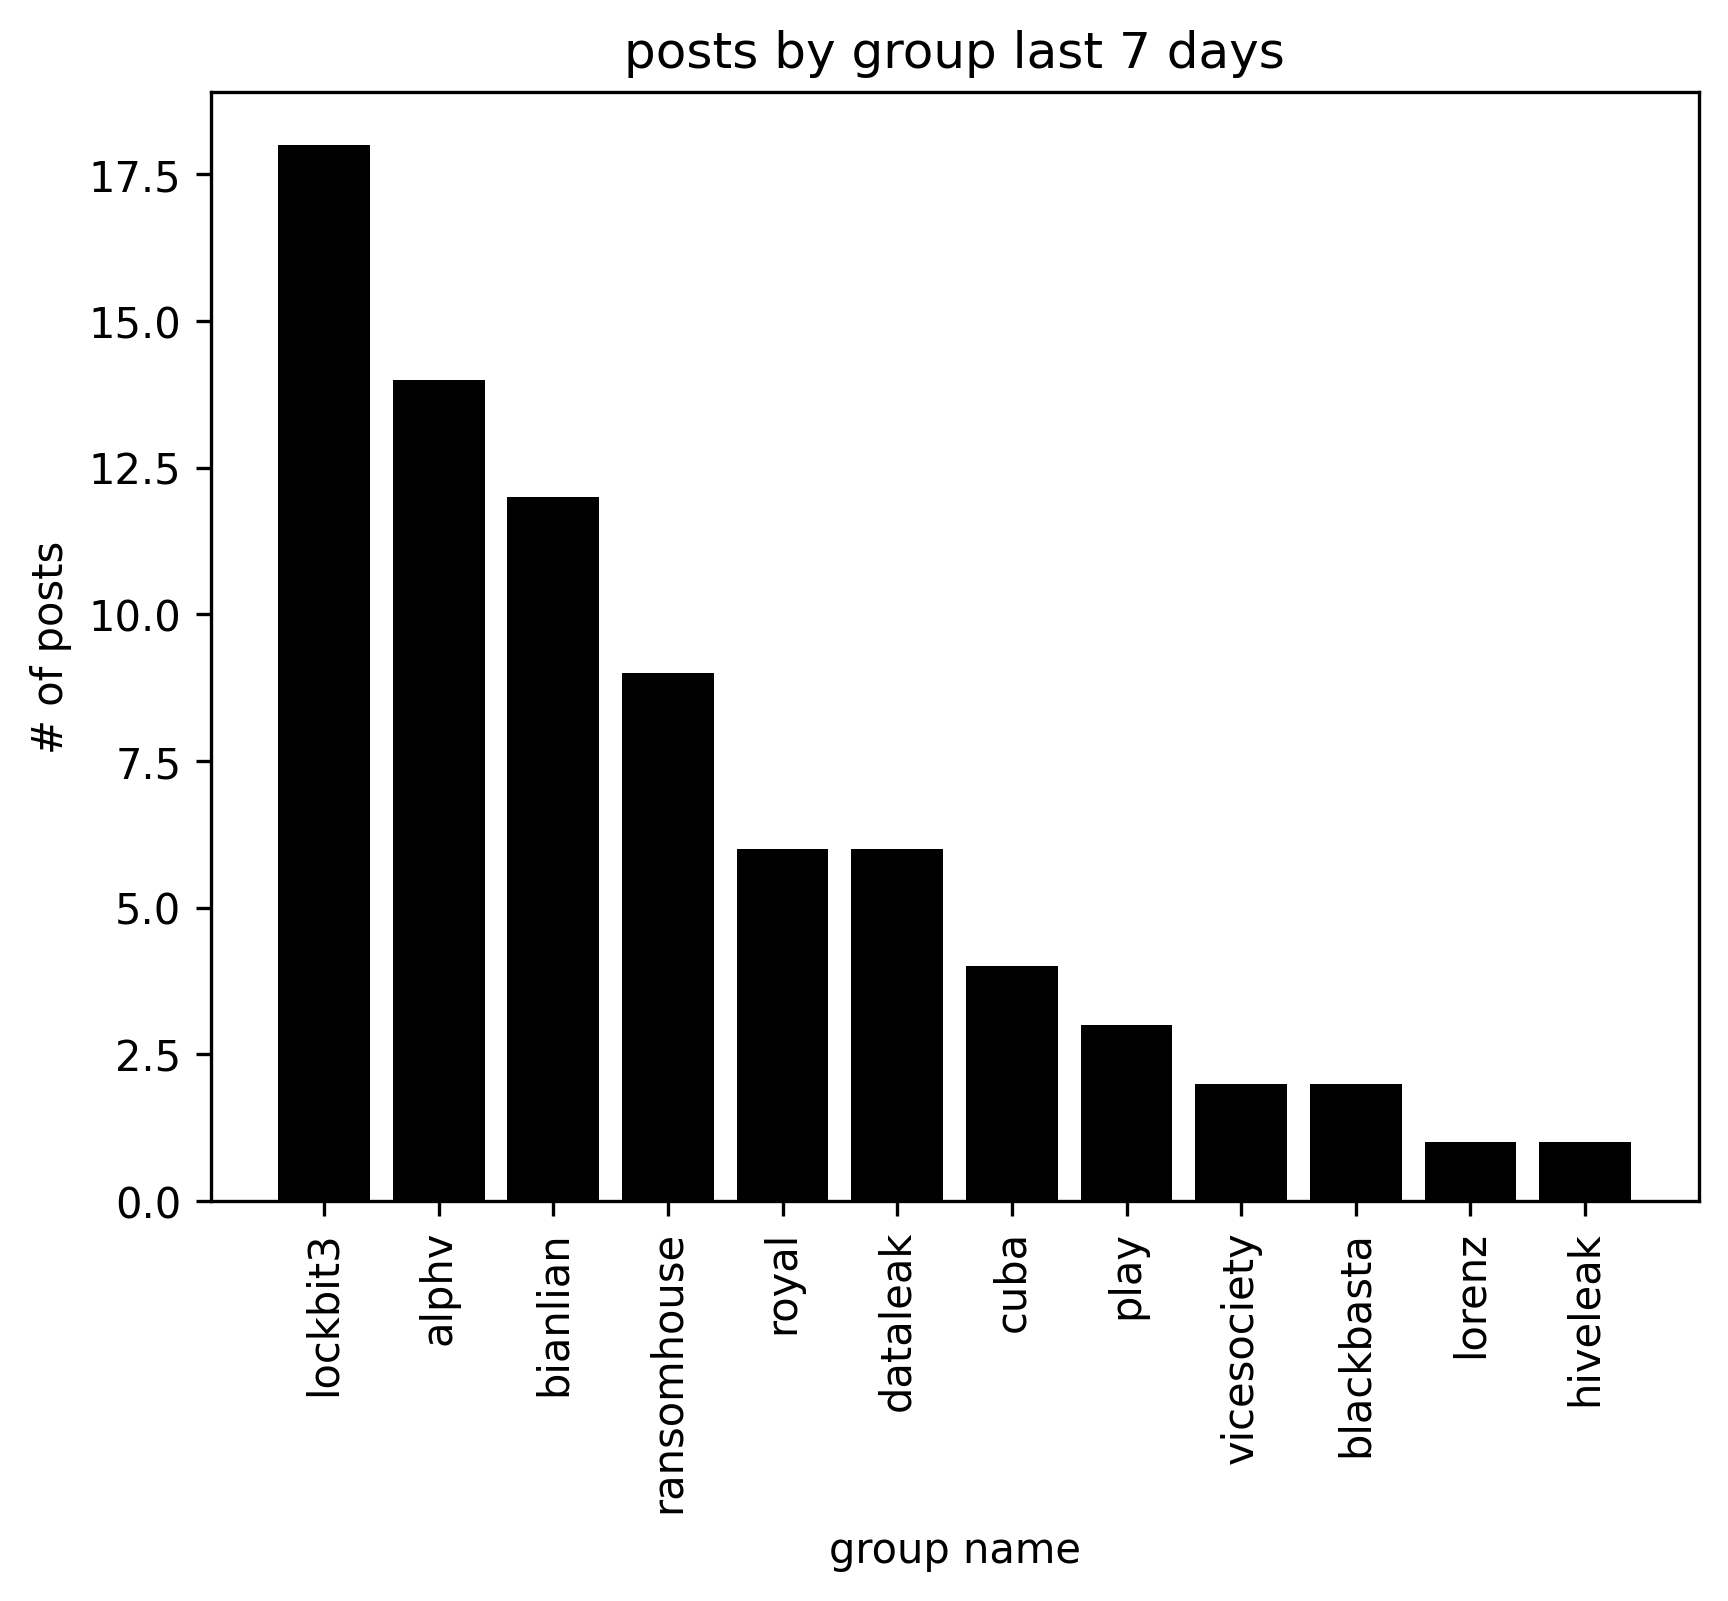 posts by group last 7 days
# of posts
17.5
15.0
12.5
10.0
7.5
5.0
2.5
0.0
lockbit3
alphv
bianlian
ransomhouse
royal
dataleak
cuba
play
vicesociety
blackbasta
lorenz
hiveleak
group name